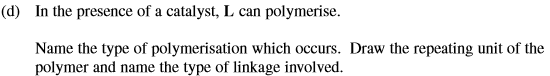 (d) In the presence of a catalyst, L can polymerise.
Name the type of polymerisation which occurs. Draw the repeating unit of the
polymer and name the type of linkage involved.